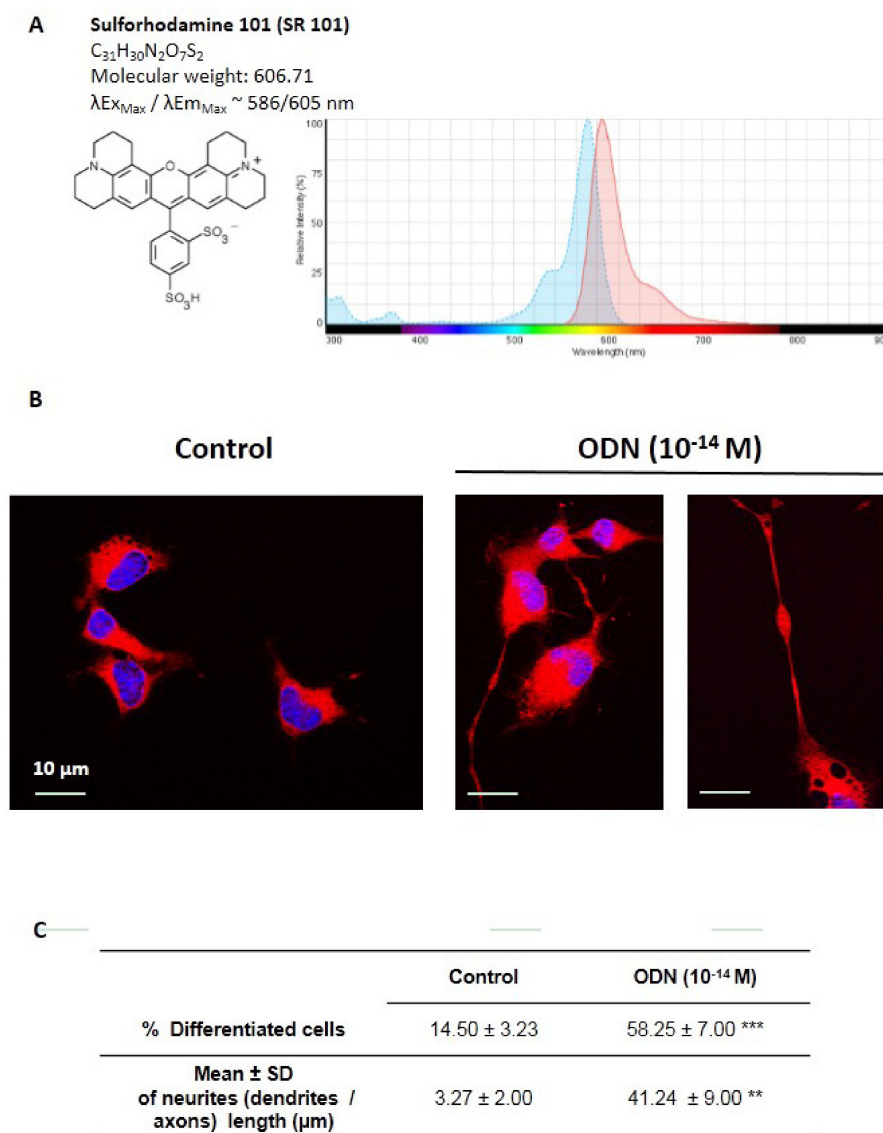 A
Sulforhodamine 101 (SR 101)
C₃₁H₃₀N₂O₇S₂
Molecular weight: 606.71
λEx_Max / λEm_Max ~ 586/605 nm
N
O
N
+
SO₃
−
SO₃H
Relative Intensity (%)
100
75
50
25
0
300 400 500 600 700 800 900
Wavelength (nm)
B
Control
ODN (10⁻¹⁴ M)
10 µm
C
Control ODN (10⁻¹⁴ M)
% Differentiated cells 14.50 ± 3.23 58.25 ± 7.00 ***
Mean ± SD
of neurites (dendrites / 3.27 ± 2.00 41.24 ± 9.00 **
axons) length (µm)